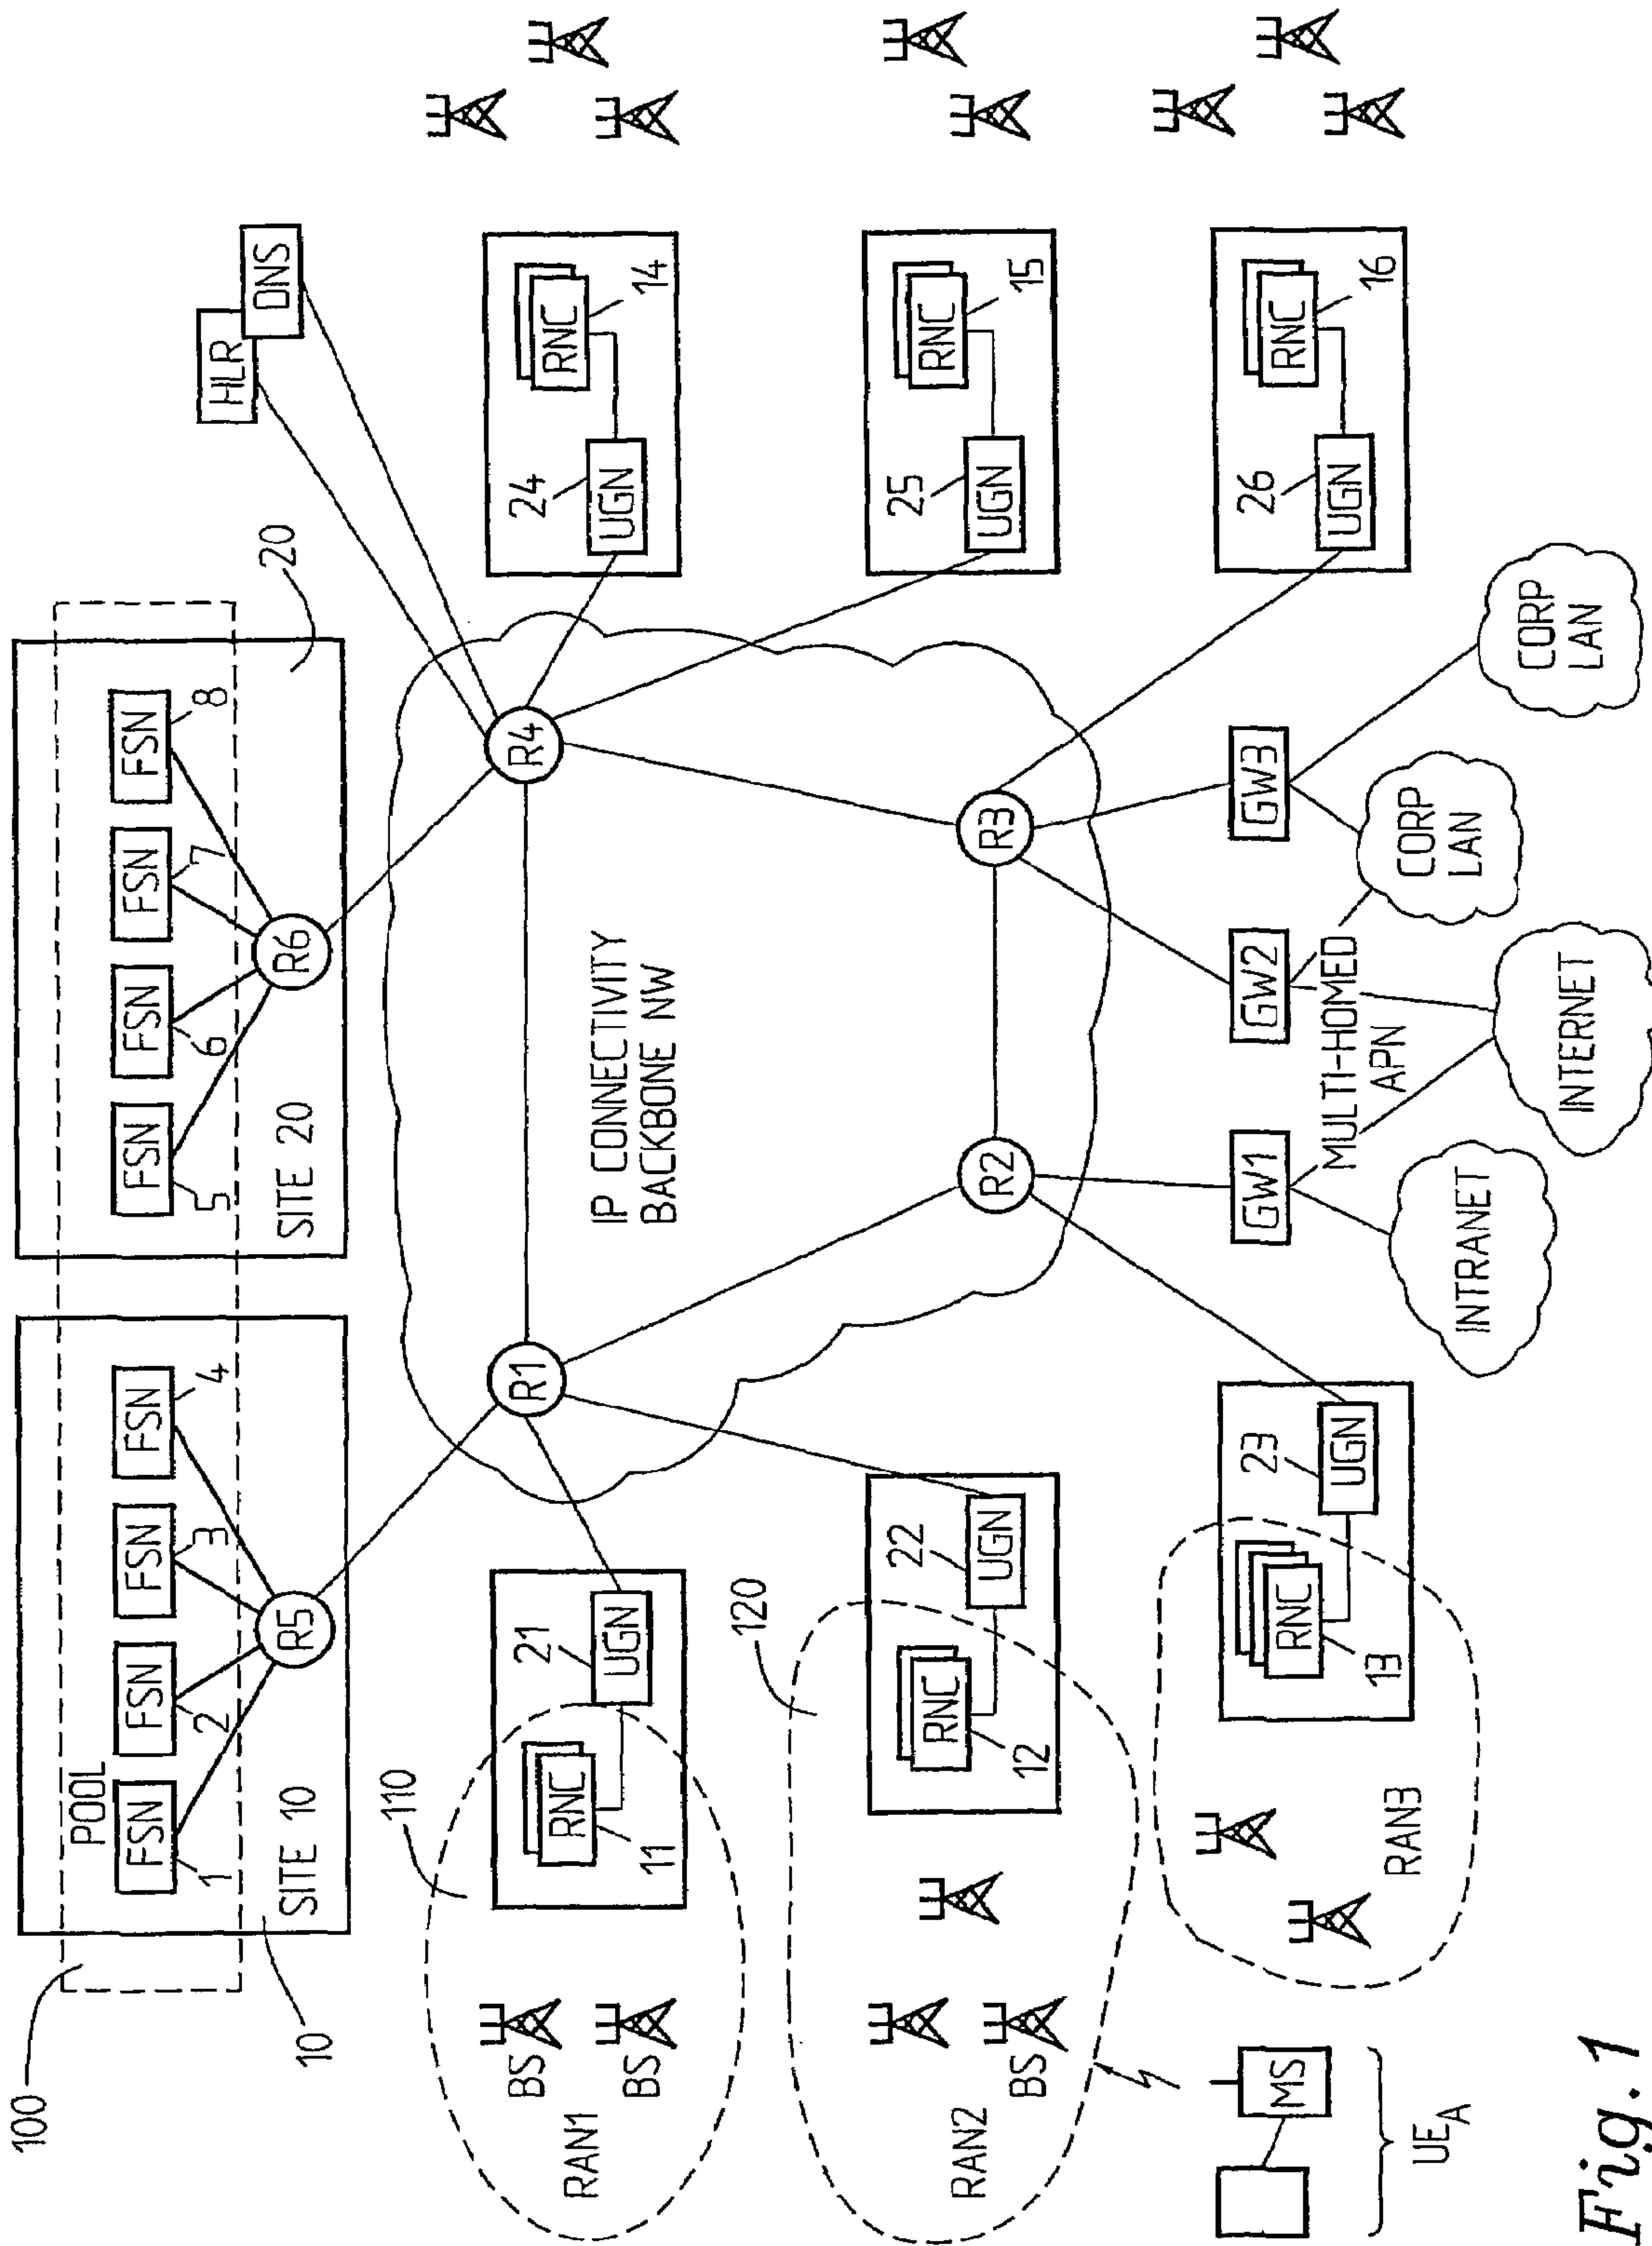 100
POOL
FSN
FSN
FSN
FSN
1
2
3
4
SITE 10
R5
10
FSN
FSN
FSN
FSN
5
6
7
8
SITE 20
R6
20
HLR
DNS
110
RAN1
BS
BS
RNC
11
21
UGN
R1
IP CONNECTIVITY
BACKBONE NW
R4
24
UGN
RNC
14
120
RAN2
BS
RNC
12
22
UGN
R2
R3
25
UGN
RNC
15
RAN3
RNC
13
23
UGN
GW1
GW2
GW3
MULTI-HOMED
APN
26
UGN
RNC
16
MS
UEA
INTRANET
INTERNET
CORP
LAN
CORP
LAN
Fig. 1